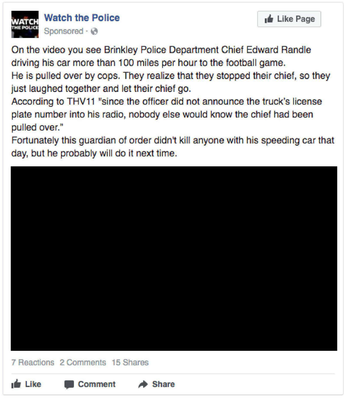 WATCH
THE POLICE
Watch the Police
Like Page
Sponsored ·
On the video you see Brinkley Police Department Chief Edward Randle
driving his car more than 100 miles per hour to the football game.
He is pulled over by cops. They realize that they stopped their chief, so they
just laughed together and let their chief go.
According to THV11 "since the officer did not announce the truck's license
plate number into his radio, nobody else would know the chief had been
pulled over."
Fortunately this guardian of order didn't kill anyone with his speeding car that
day, but he probably will do it next time.
7 Reactions 2 Comments 15 Shares
Like Comment Share